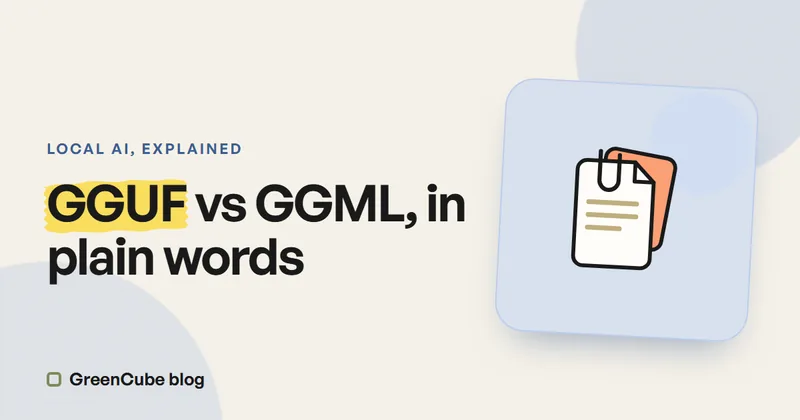 LOCAL AI, EXPLAINED
GGUF vs GGML, in
plain words
GreenCube blog